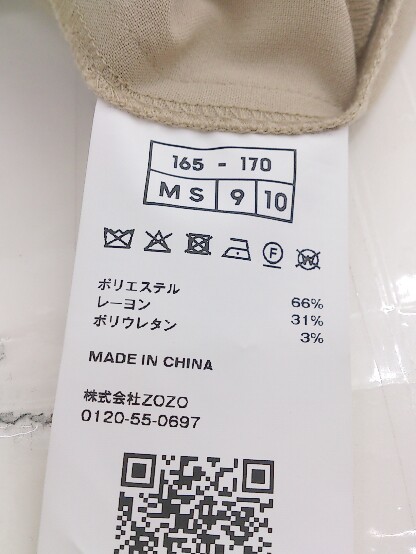 165 - 170
MS 9 10
F W
ポリエステル 66%
レーヨン 31%
ポリウレタン 3%
MADE IN CHINA
株式会社ZOZO
0120-55-0697